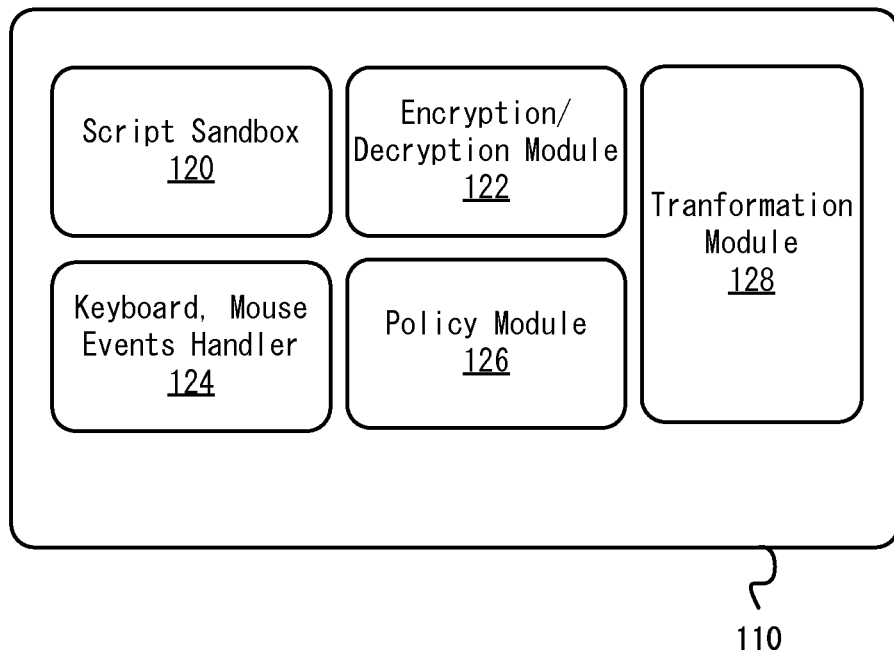 Script Sandbox
120
Encryption/
Decryption Module
122
Tranformation
Module
128
Keyboard, Mouse
Events Handler
124
Policy Module
126
110